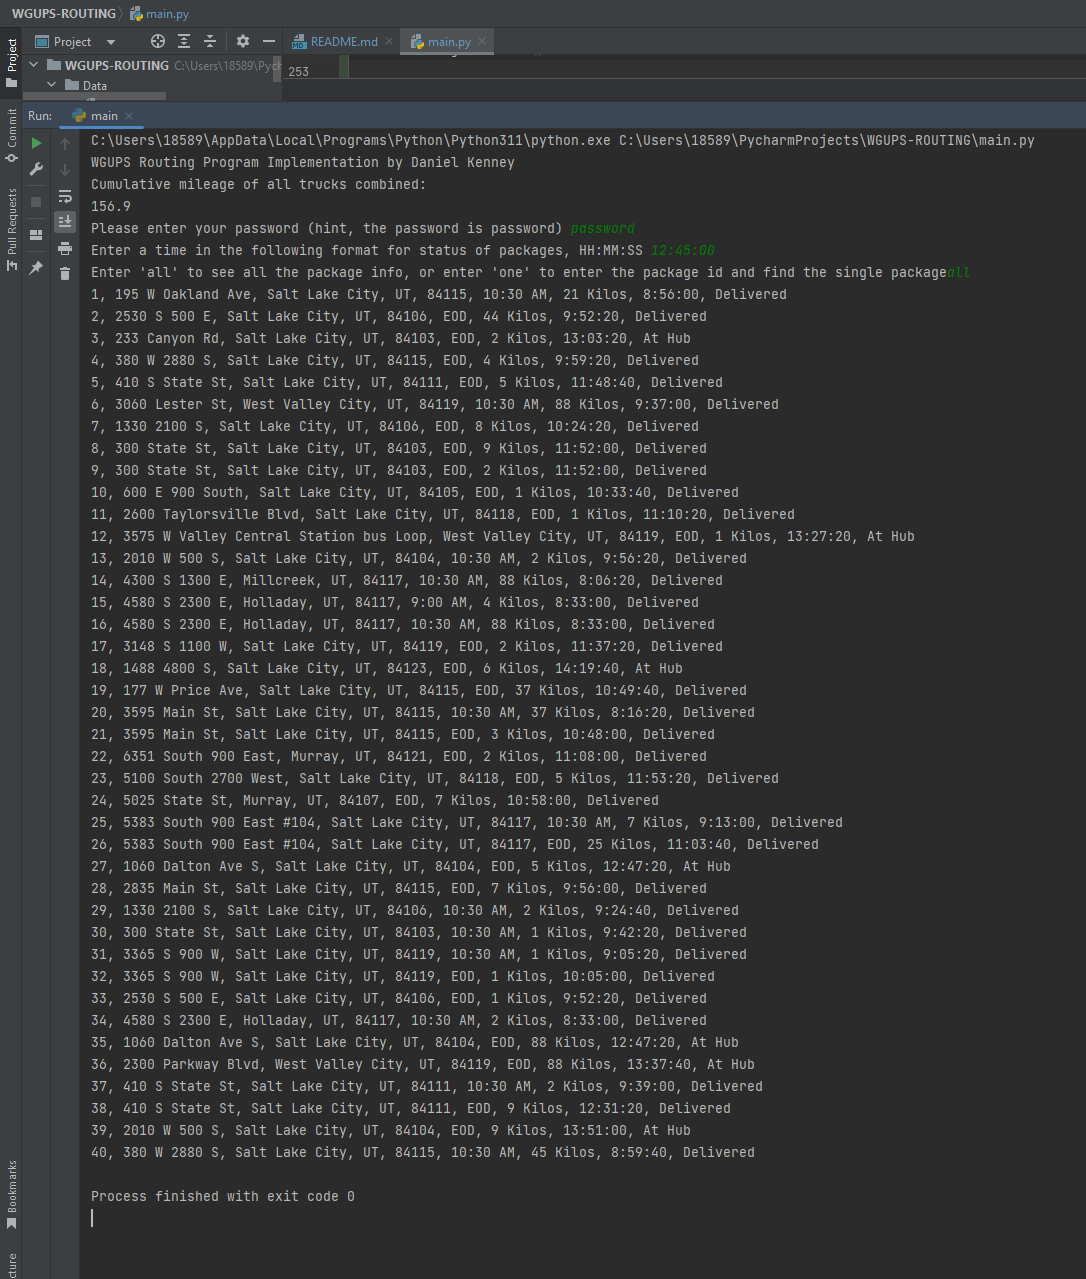 WGUPS-ROUTING main.py
Project
README.md
main.py
WGUPS-ROUTING C:\Users\18589\Pych
253
Data
Run: main
Project
Commit
Pull Requests
Bookmarks
cture
C:\Users\18589\AppData\Local\Programs\Python\Python311\python.exe C:\Users\18589\PycharmProjects\WGUPS-ROUTING\main.py
WGUPS Routing Program Implementation by Daniel Kenney
Cumulative mileage of all trucks combined:
156.9
Please enter your password (hint, the password is password) password
Enter a time in the following format for status of packages, HH:MM:SS 12:45:00
Enter 'all' to see all the package info, or enter 'one' to enter the package id and find the single packageall
1, 195 W Oakland Ave, Salt Lake City, UT, 84115, 10:30 AM, 21 Kilos, 8:56:00, Delivered
2, 2530 S 500 E, Salt Lake City, UT, 84106, EOD, 44 Kilos, 9:52:20, Delivered
3, 233 Canyon Rd, Salt Lake City, UT, 84103, EOD, 2 Kilos, 13:03:20, At Hub
4, 380 W 2880 S, Salt Lake City, UT, 84115, EOD, 4 Kilos, 9:59:20, Delivered
5, 410 S State St, Salt Lake City, UT, 84111, EOD, 5 Kilos, 11:48:40, Delivered
6, 3060 Lester St, West Valley City, UT, 84119, 10:30 AM, 88 Kilos, 9:37:00, Delivered
7, 1330 2100 S, Salt Lake City, UT, 84106, EOD, 8 Kilos, 10:24:20, Delivered
8, 300 State St, Salt Lake City, UT, 84103, EOD, 9 Kilos, 11:52:00, Delivered
9, 300 State St, Salt Lake City, UT, 84103, EOD, 2 Kilos, 11:52:00, Delivered
10, 600 E 900 South, Salt Lake City, UT, 84105, EOD, 1 Kilos, 10:33:40, Delivered
11, 2600 Taylorsville Blvd, Salt Lake City, UT, 84118, EOD, 1 Kilos, 11:10:20, Delivered
12, 3575 W Valley Central Station bus Loop, West Valley City, UT, 84119, EOD, 1 Kilos, 13:27:20, At Hub
13, 2010 W 500 S, Salt Lake City, UT, 84104, 10:30 AM, 2 Kilos, 9:56:20, Delivered
14, 4300 S 1300 E, Millcreek, UT, 84117, 10:30 AM, 88 Kilos, 8:06:20, Delivered
15, 4580 S 2300 E, Holladay, UT, 84117, 9:00 AM, 4 Kilos, 8:33:00, Delivered
16, 4580 S 2300 E, Holladay, UT, 84117, 10:30 AM, 88 Kilos, 8:33:00, Delivered
17, 3148 S 1100 W, Salt Lake City, UT, 84119, EOD, 2 Kilos, 11:37:20, Delivered
18, 1488 4800 S, Salt Lake City, UT, 84123, EOD, 6 Kilos, 14:19:40, At Hub
19, 177 W Price Ave, Salt Lake City, UT, 84115, EOD, 37 Kilos, 10:49:40, Delivered
20, 3595 Main St, Salt Lake City, UT, 84115, 10:30 AM, 37 Kilos, 8:16:20, Delivered
21, 3595 Main St, Salt Lake City, UT, 84115, EOD, 3 Kilos, 10:48:00, Delivered
22, 6351 South 900 East, Murray, UT, 84121, EOD, 2 Kilos, 11:08:00, Delivered
23, 5100 South 2700 West, Salt Lake City, UT, 84118, EOD, 5 Kilos, 11:53:20, Delivered
24, 5025 State St, Murray, UT, 84107, EOD, 7 Kilos, 10:58:00, Delivered
25, 5383 South 900 East #104, Salt Lake City, UT, 84117, 10:30 AM, 7 Kilos, 9:13:00, Delivered
26, 5383 South 900 East #104, Salt Lake City, UT, 84117, EOD, 25 Kilos, 11:03:40, Delivered
27, 1060 Dalton Ave S, Salt Lake City, UT, 84104, EOD, 5 Kilos, 12:47:20, At Hub
28, 2835 Main St, Salt Lake City, UT, 84115, EOD, 7 Kilos, 9:56:00, Delivered
29, 1330 2100 S, Salt Lake City, UT, 84106, 10:30 AM, 2 Kilos, 9:24:40, Delivered
30, 300 State St, Salt Lake City, UT, 84103, 10:30 AM, 1 Kilos, 9:42:20, Delivered
31, 3365 S 900 W, Salt Lake City, UT, 84119, 10:30 AM, 1 Kilos, 9:05:20, Delivered
32, 3365 S 900 W, Salt Lake City, UT, 84119, EOD, 1 Kilos, 10:05:00, Delivered
33, 2530 S 500 E, Salt Lake City, UT, 84106, EOD, 1 Kilos, 9:52:20, Delivered
34, 4580 S 2300 E, Holladay, UT, 84117, 10:30 AM, 2 Kilos, 8:33:00, Delivered
35, 1060 Dalton Ave S, Salt Lake City, UT, 84104, EOD, 88 Kilos, 12:47:20, At Hub
36, 2300 Parkway Blvd, West Valley City, UT, 84119, EOD, 88 Kilos, 13:37:40, At Hub
37, 410 S State St, Salt Lake City, UT, 84111, 10:30 AM, 2 Kilos, 9:39:00, Delivered
38, 410 S State St, Salt Lake City, UT, 84111, EOD, 9 Kilos, 12:31:20, Delivered
39, 2010 W 500 S, Salt Lake City, UT, 84104, EOD, 9 Kilos, 13:51:00, At Hub
40, 380 W 2880 S, Salt Lake City, UT, 84115, 10:30 AM, 45 Kilos, 8:59:40, Delivered
Process finished with exit code 0